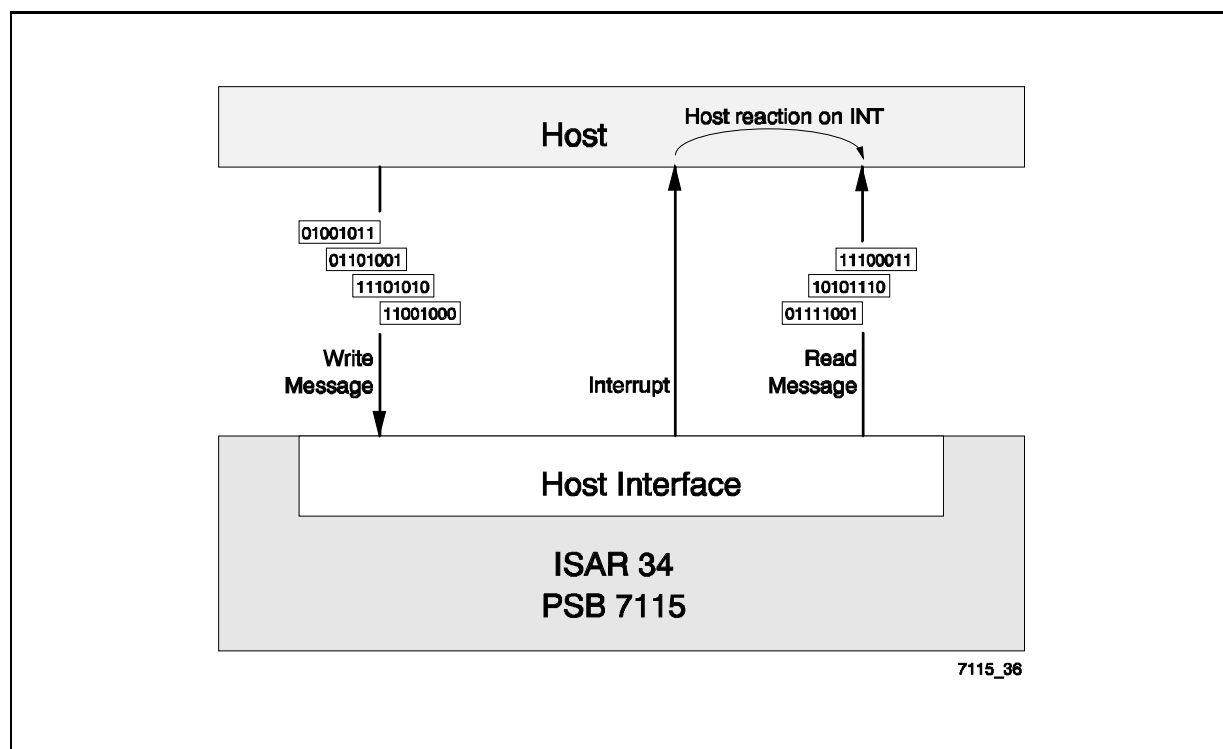 Host reaction on INT
Host
01001011
01101001
11101010
11001000
11100011
10101110
01111001
Write
Message
Interrupt
Read
Message
Host Interface
ISAR 34
PSB 7115
7115_36